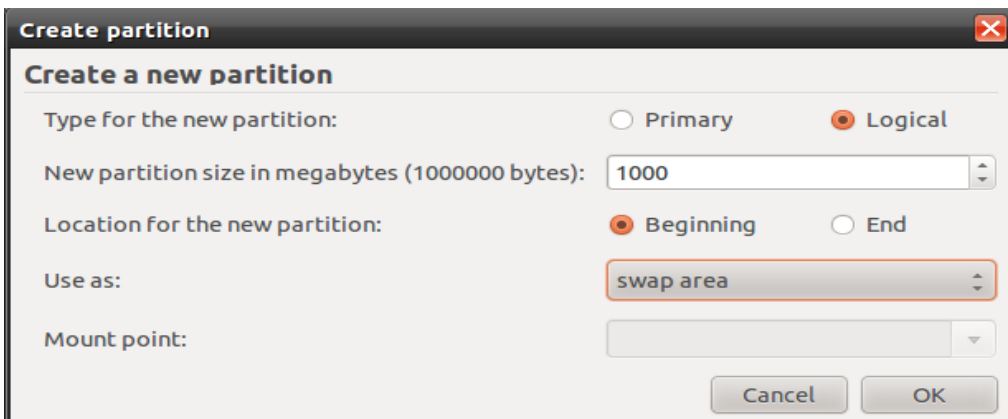 Create partition
Create a new partition
Type for the new partition: Primary Logical
New partition size in megabytes (1000000 bytes): 1000
Location for the new partition: Beginning End
Use as: swap area
Mount point:
Cancel OK